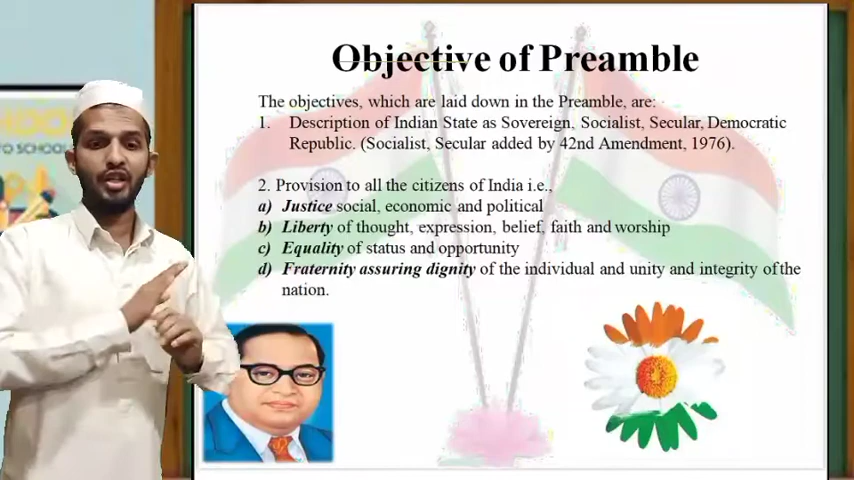 Objective of Preamble
The objectives, which are laid down in the Preamble, are:
1. Description of Indian State as Sovereign, Socialist, Secular, Democratic
Republic. (Socialist, Secular added by 42nd Amendment, 1976).
2. Provision to all the citizens of India i.e.,
a) Justice social, economic and political
b) Liberty of thought, expression, belief, faith and worship
c) Equality of status and opportunity
d) Fraternity assuring dignity of the individual and unity and integrity of the
nation.
TO SCHOOL